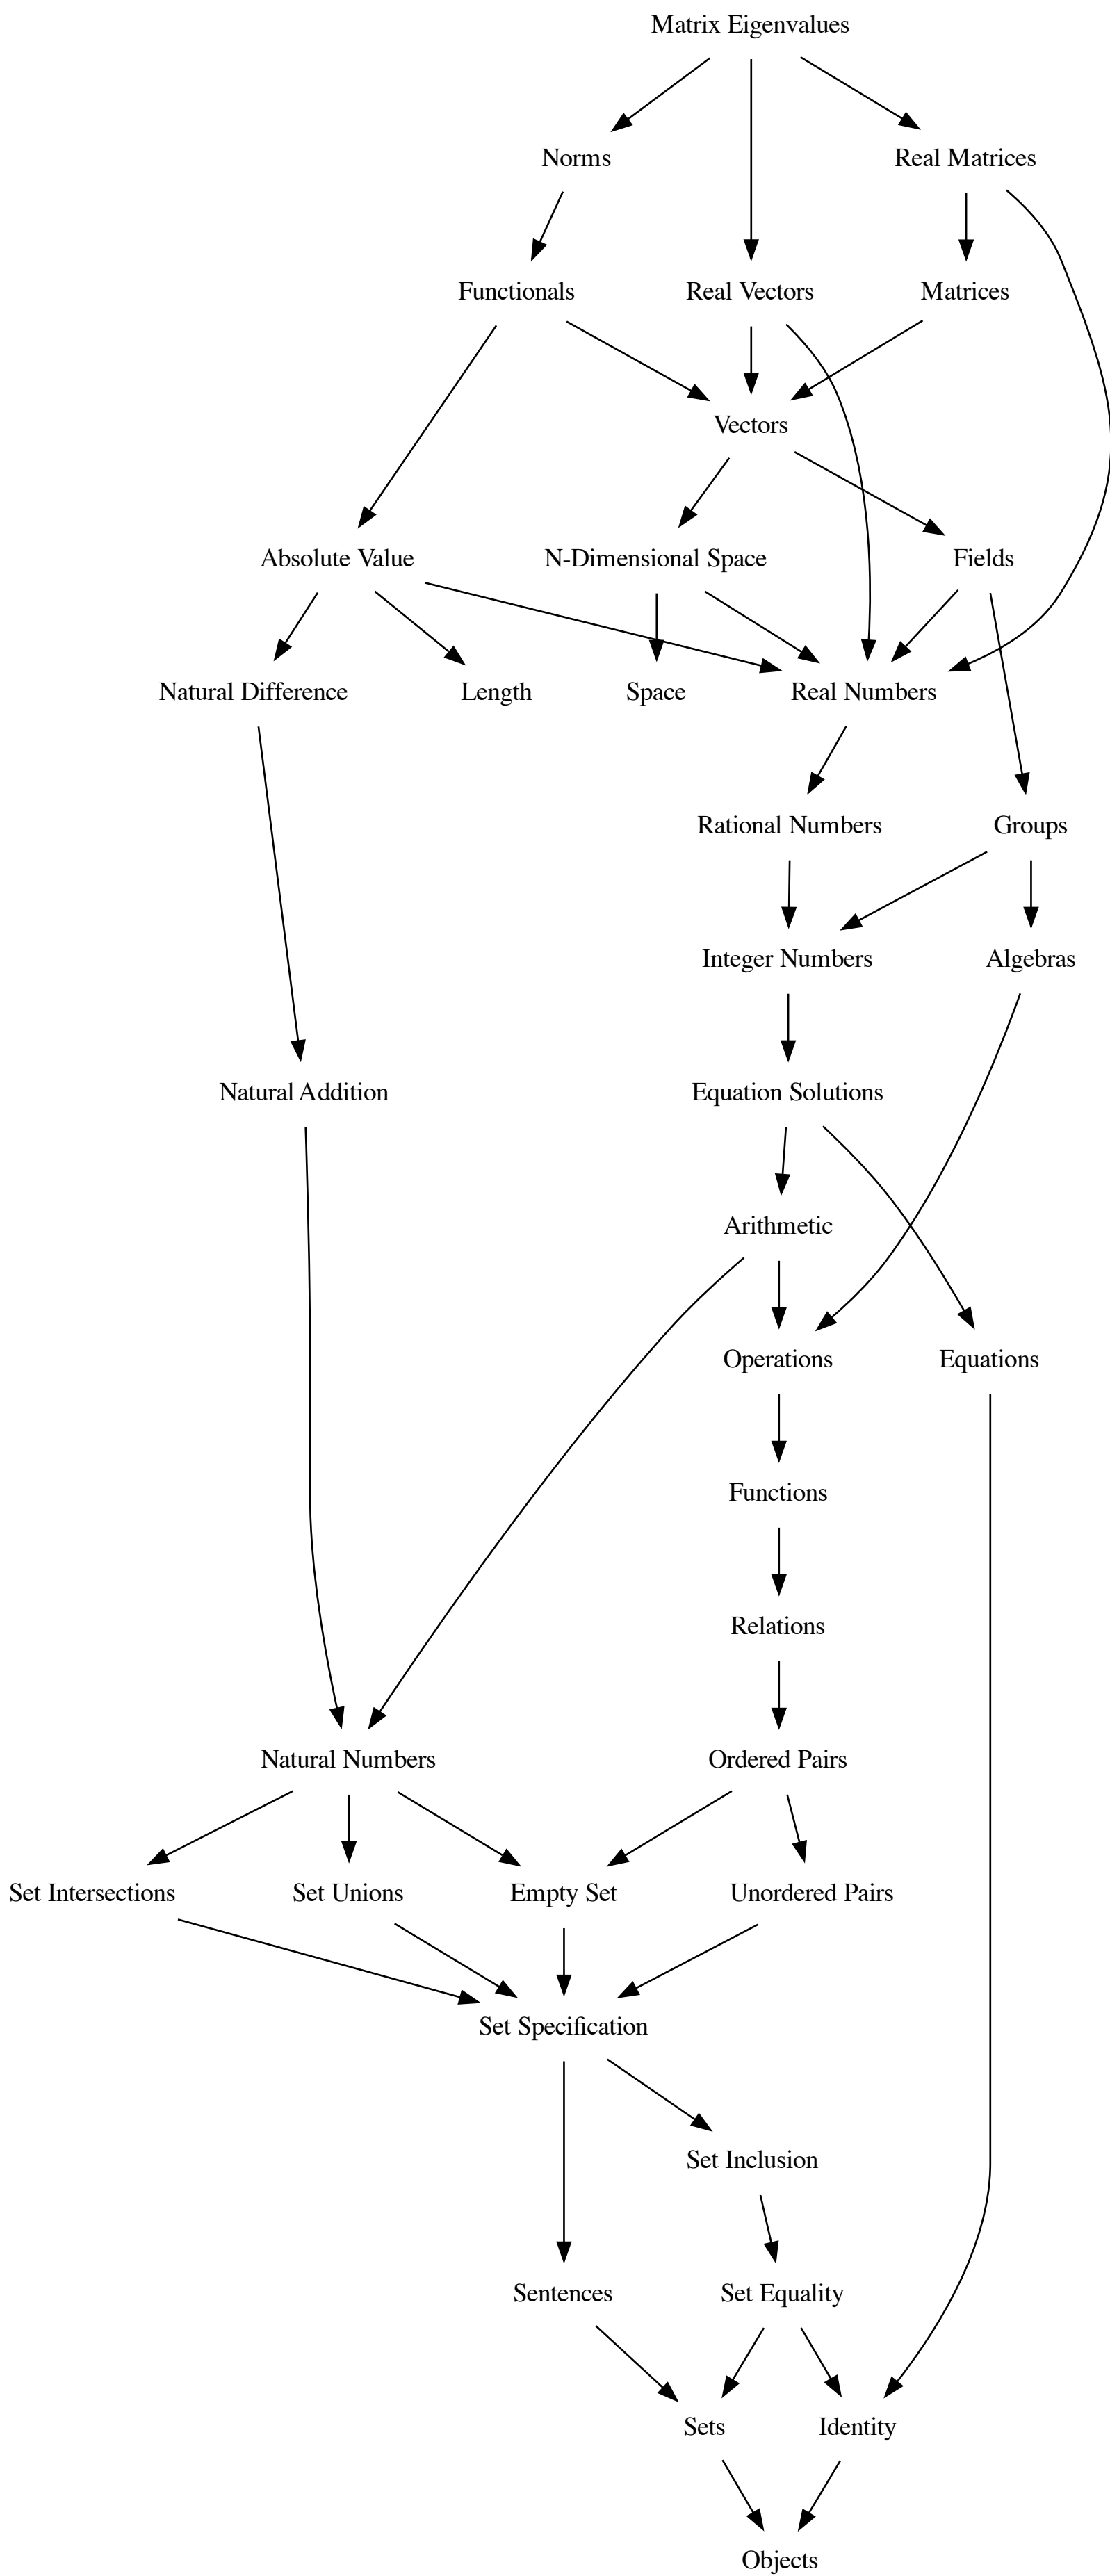 Matrix Eigenvalues
Norms
Real Matrices
Functionals
Real Vectors
Matrices
Vectors
Absolute Value
N-Dimensional Space
Fields
Natural Difference
Length
Space
Real Numbers
Rational Numbers
Groups
Integer Numbers
Algebras
Natural Addition
Equation Solutions
Arithmetic
Operations
Equations
Functions
Relations
Natural Numbers
Ordered Pairs
Set Intersections
Set Unions
Empty Set
Unordered Pairs
Set Specification
Set Inclusion
Sentences
Set Equality
Sets
Identity
Objects